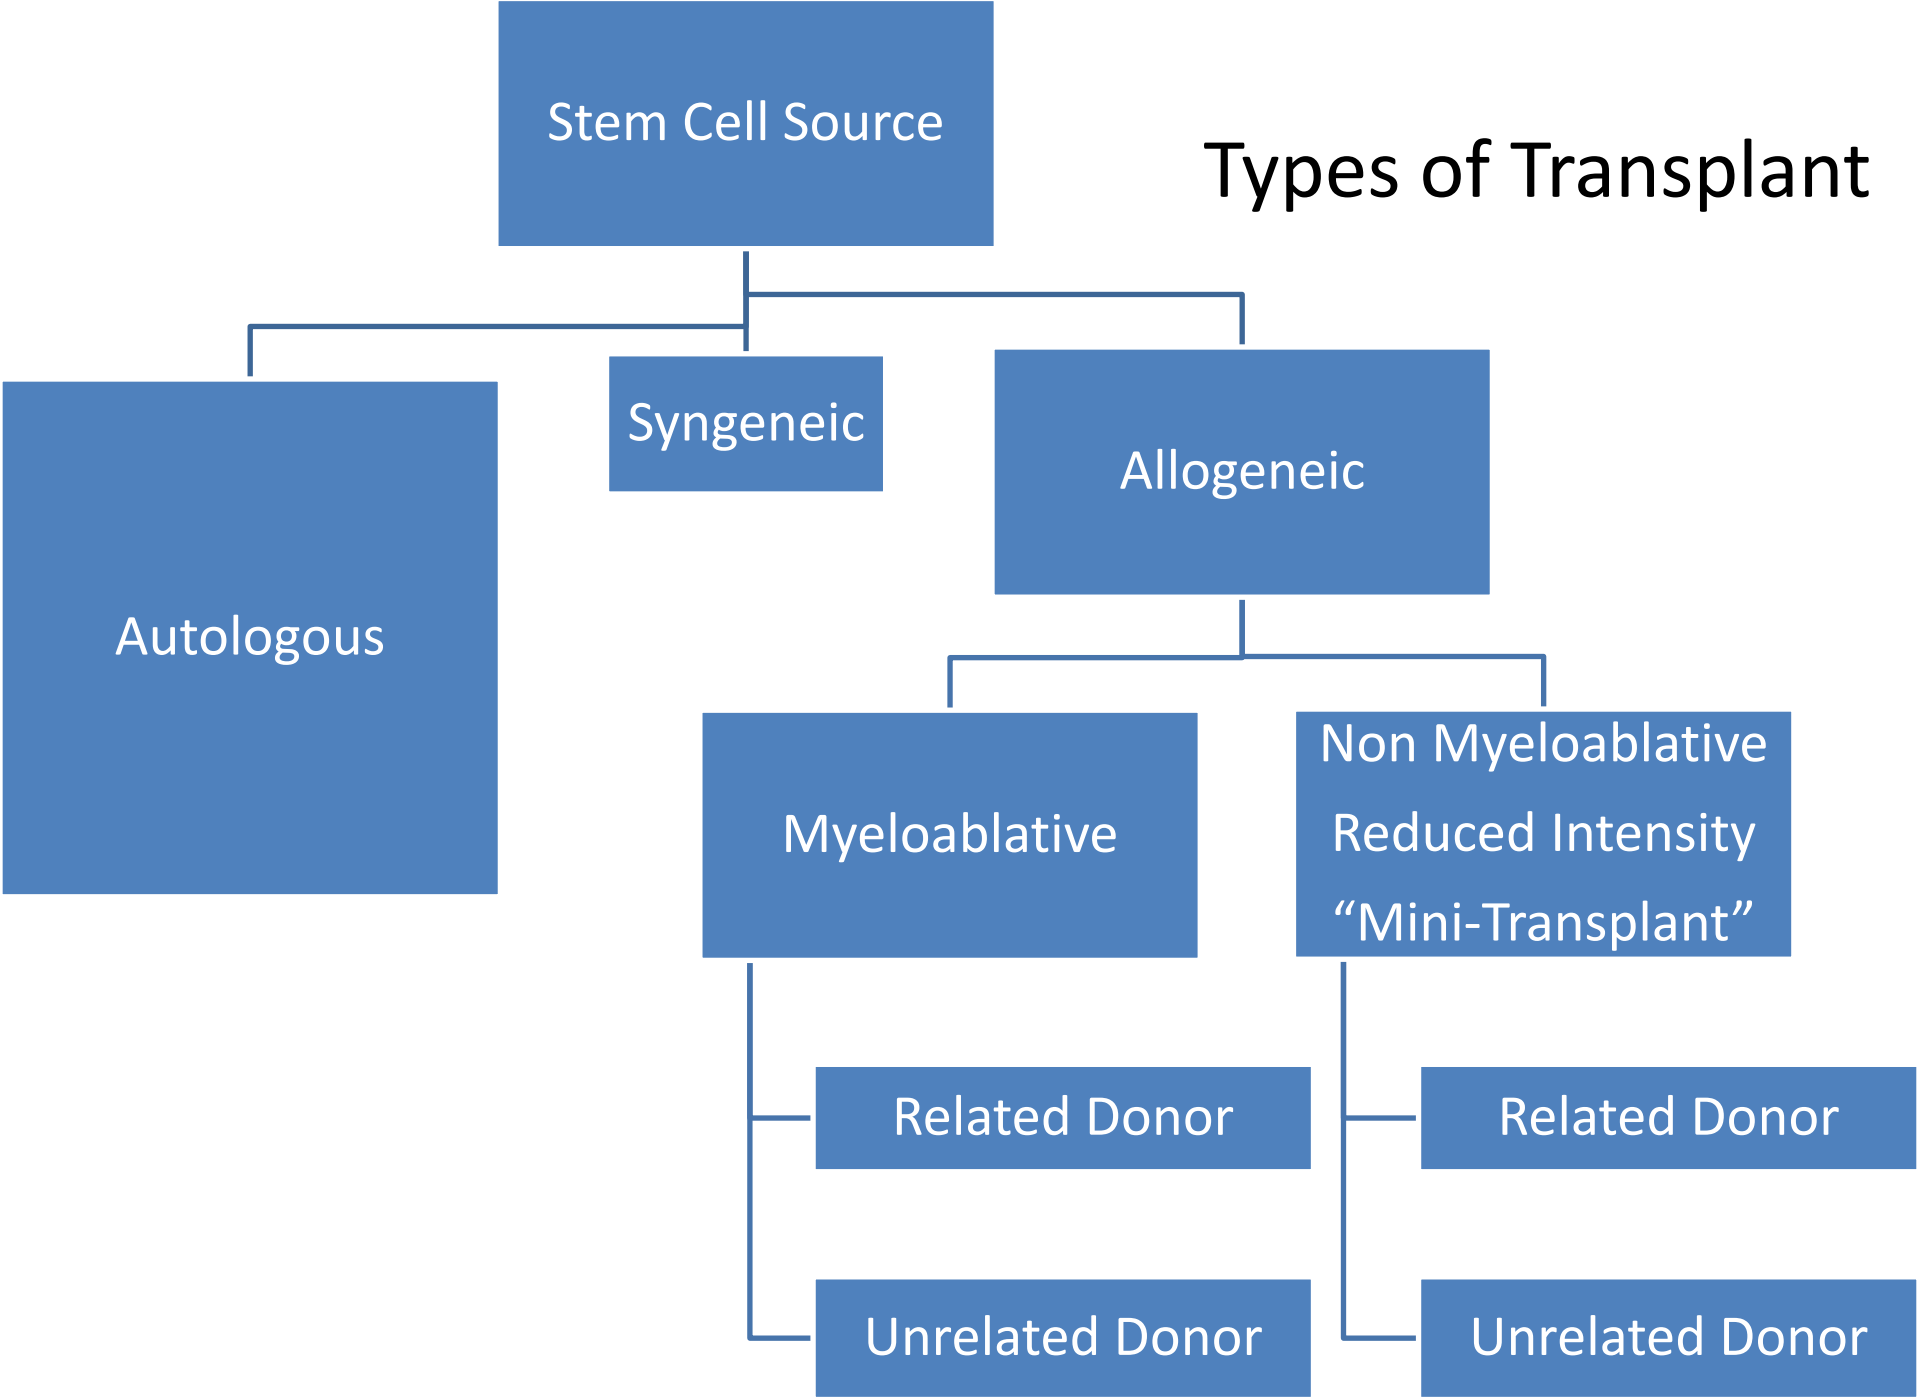 Stem Cell Source
Types of Transplant
Syngeneic
Allogeneic
Autologous
Myeloablative
Non Myeloablative
Reduced Intensity
“Mini-Transplant”
Related Donor
Related Donor
Unrelated Donor
Unrelated Donor